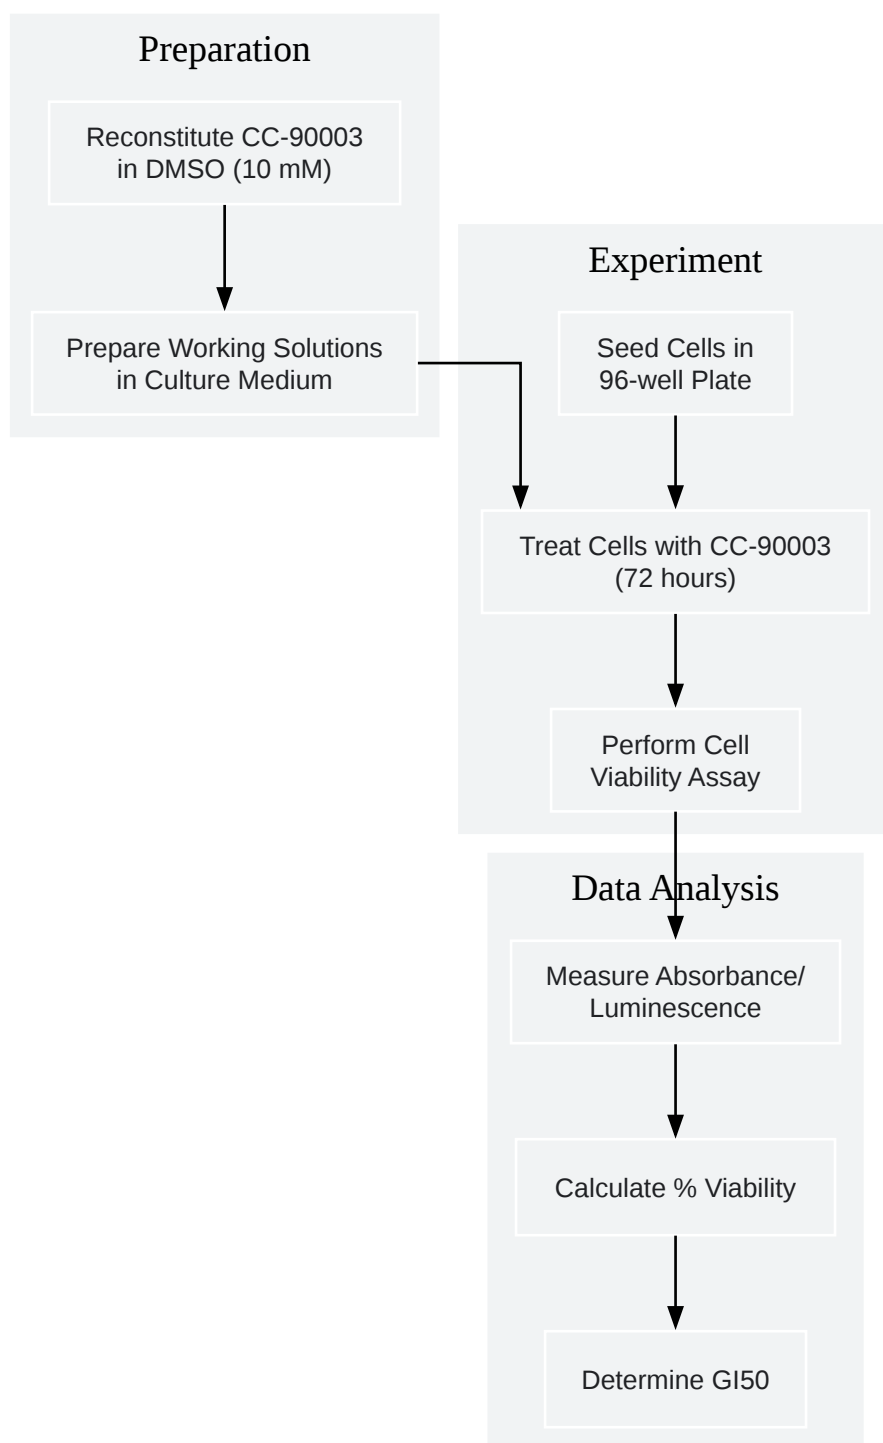 Preparation
Reconstitute CC-90003
in DMSO (10 mM)
Prepare Working Solutions
in Culture Medium
Experiment
Seed Cells in
96-well Plate
Treat Cells with CC-90003
(72 hours)
Perform Cell
Viability Assay
Data Analysis
Measure Absorbance/
Luminescence
Calculate % Viability
Determine GI50